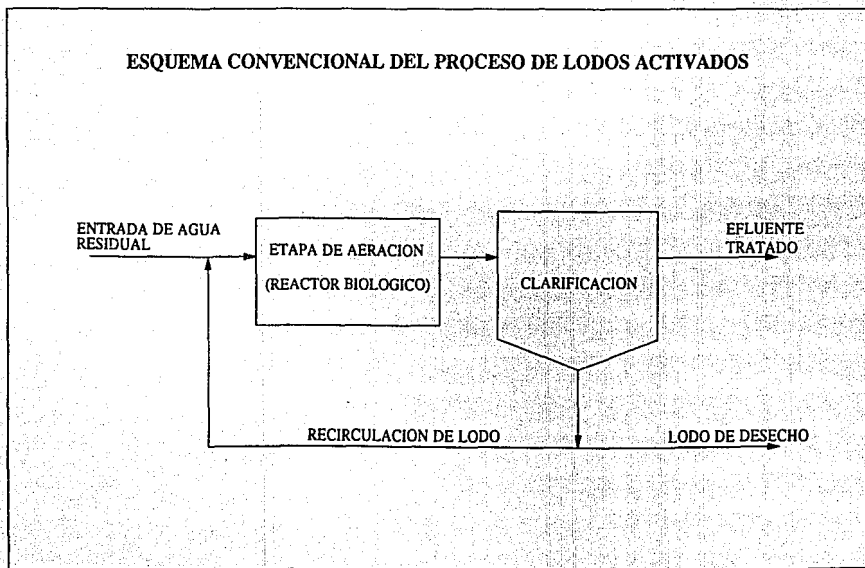 ESQUEMA CONVENCIONAL DEL PROCESO DE LODOS ACTIVADOS
ENTRADA DE AGUA
RESIDUAL
ETAPA DE AERACION
(REACTOR BIOLOGICO)
CLARIFICACION
EFLUENTE
TRATADO
RECIRCULACION DE LODO
LODO DE DESECHO